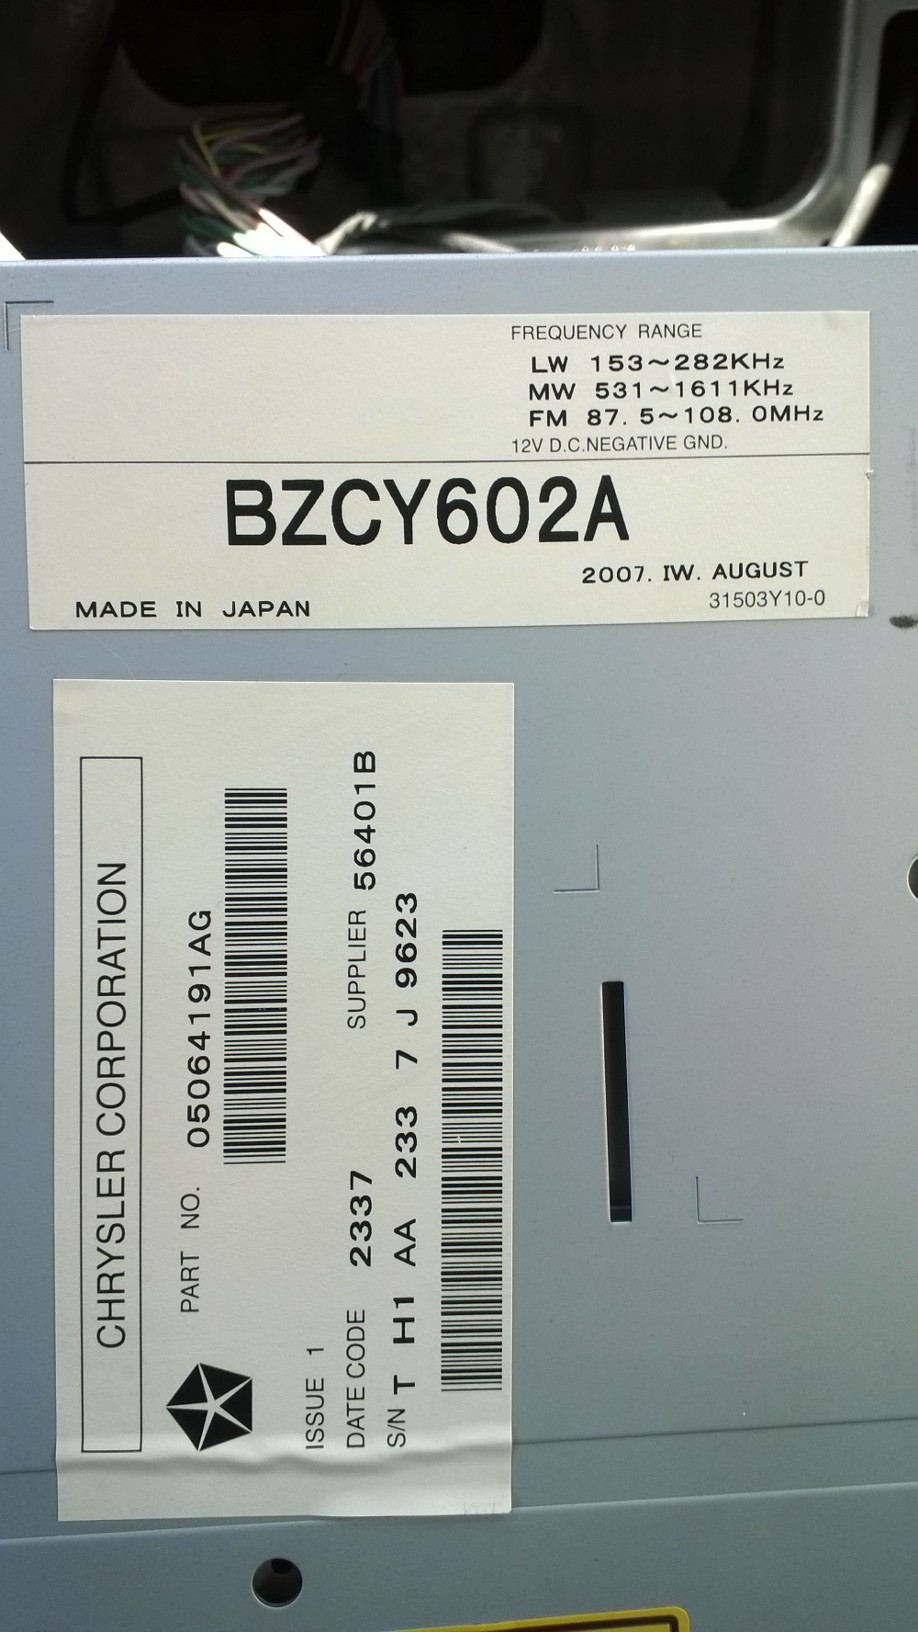 FREQUENCY RANGE
LW 153~282KHz
MW 531~1611KHz
FM 87. 5~108. 0MHz
12V D.C.NEGATIVE GND.
BZCY602A
2007. IW. AUGUST
MADE IN JAPAN
31503Y10-0
CHRYSLER CORPORATION
PART NO. 05064191AG
ISSUE 1
DATE CODE 2337 SUPPLIER 56401B
S/N T H1 AA 233 7 J 9623